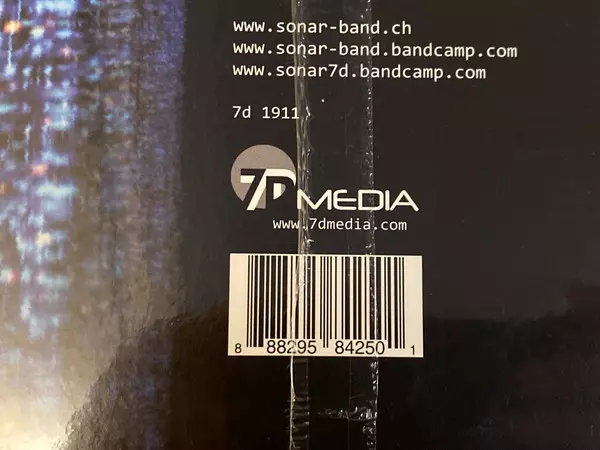 www.sonar-band.ch
www.sonar-band.bandcamp.com
www.sonar7d.bandcamp.com
7d 1911
7D MEDIA
www.7dmedia.com
8 88295 84250 1